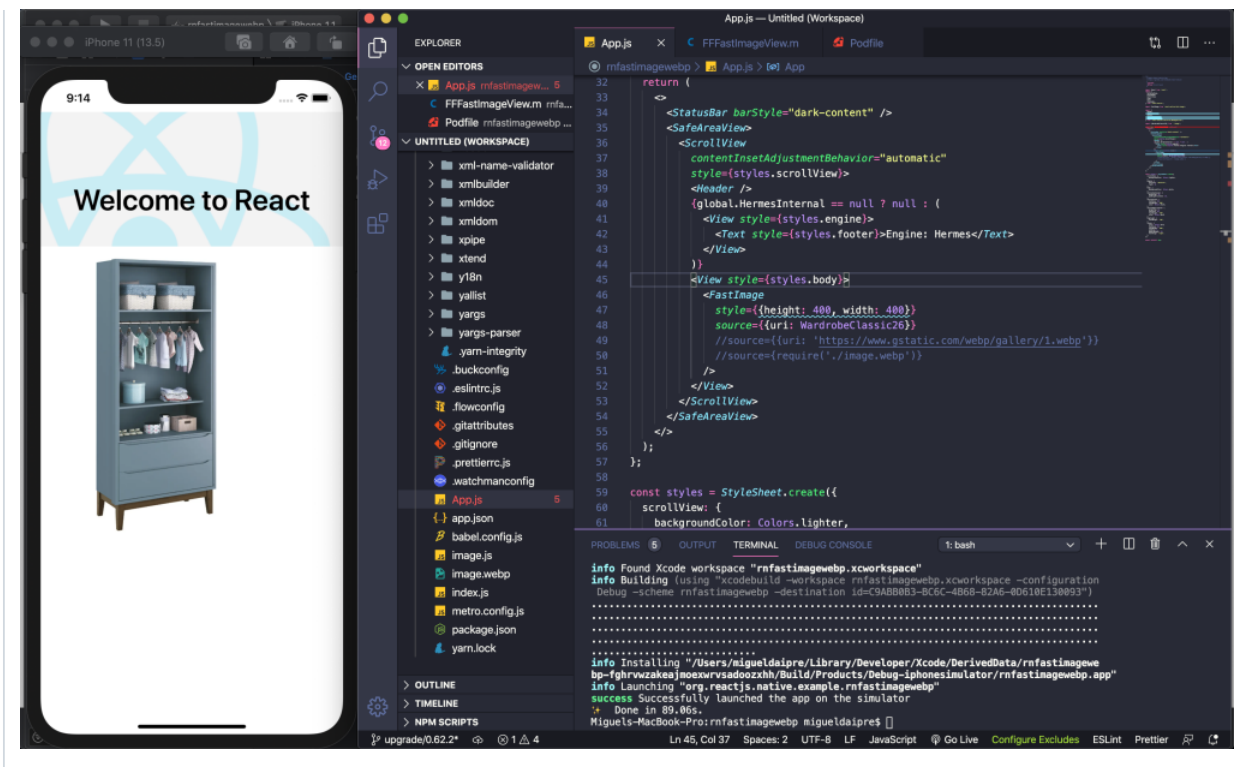 iPhone 11 (13.5)
9:14
Welcome to React
App.js — Untitled (Workspace)
EXPLORER
OPEN EDITORS
App.js rnfastimagew... 5
FFFastImageView.m rnfa...
Podfile rnfastimagewebp ...
UNTITLED (WORKSPACE)
xml-name-validator
xmlbuilder
xmldoc
xmldom
xpipe
xtend
y18n
yallist
yargs
yargs-parser
.yarn-integrity
.buckconfig
.eslintrc.js
.flowconfig
.gitattributes
.gitignore
.prettierrc.js
.watchmanconfig
App.js 5
app.json
babel.config.js
image.js
image.webp
index.js
metro.config.js
package.json
yarn.lock
OUTLINE
TIMELINE
NPM SCRIPTS
12
App.js FFFastImageView.m Podfile
rnfastimagewebp > App.js > App
32 return (
33 <>
34 <StatusBar barStyle="dark-content" />
35 <SafeAreaView>
36 <ScrollView
37 contentInsetAdjustmentBehavior="automatic"
38 style={styles.scrollView}>
39 <Header />
40 {global.HermesInternal == null ? null : (
41 <View style={styles.engine}>
42 <Text style={styles.footer}>Engine: Hermes</Text>
43 </View>
44 )}
45 <View style={styles.body}>
46 <FastImage
47 style={{height: 400, width: 400}}
48 source={{uri: WardrobeClassic26}}
49 //source={{uri: 'https://www.gstatic.com/webp/gallery/1.webp'}}
50 //source={require('./image.webp')}
51 />
52 </View>
53 </ScrollView>
54 </SafeAreaView>
55 </>
56 );
57 };
58
59 const styles = StyleSheet.create({
60 scrollView: {
61 backgroundColor: Colors.lighter,
PROBLEMS 5 OUTPUT TERMINAL DEBUG CONSOLE 1: bash
info Found Xcode workspace "rnfastimagewebp.xcworkspace"
info Building (using "xcodebuild -workspace rnfastimagewebp.xcworkspace -configuration
Debug -scheme rnfastimagewebp -destination id=C9ABB0B3-BC6C-4B68-B2A6-0D610E130093")
info Installing "/Users/migueldaipre/Library/Developer/Xcode/DerivedData/rnfastimagewe
bp-fghrvwzakeajmoexwrvsadoozxhh/Build/Products/Debug-iphonesimulator/rnfastimagewebp.app"
info Launching "org.reactjs.native.example.rnfastimagewebp"
success Successfully launched the app on the simulator
Done in 89.06s.
Miguels-MacBook-Pro:rnfastimagewebp migueldaipre$
upgrade/0.62.2* 1 4 Ln 45, Col 37 Spaces: 2 UTF-8 LF JavaScript Go Live Configure Excludes ESLint Prettier